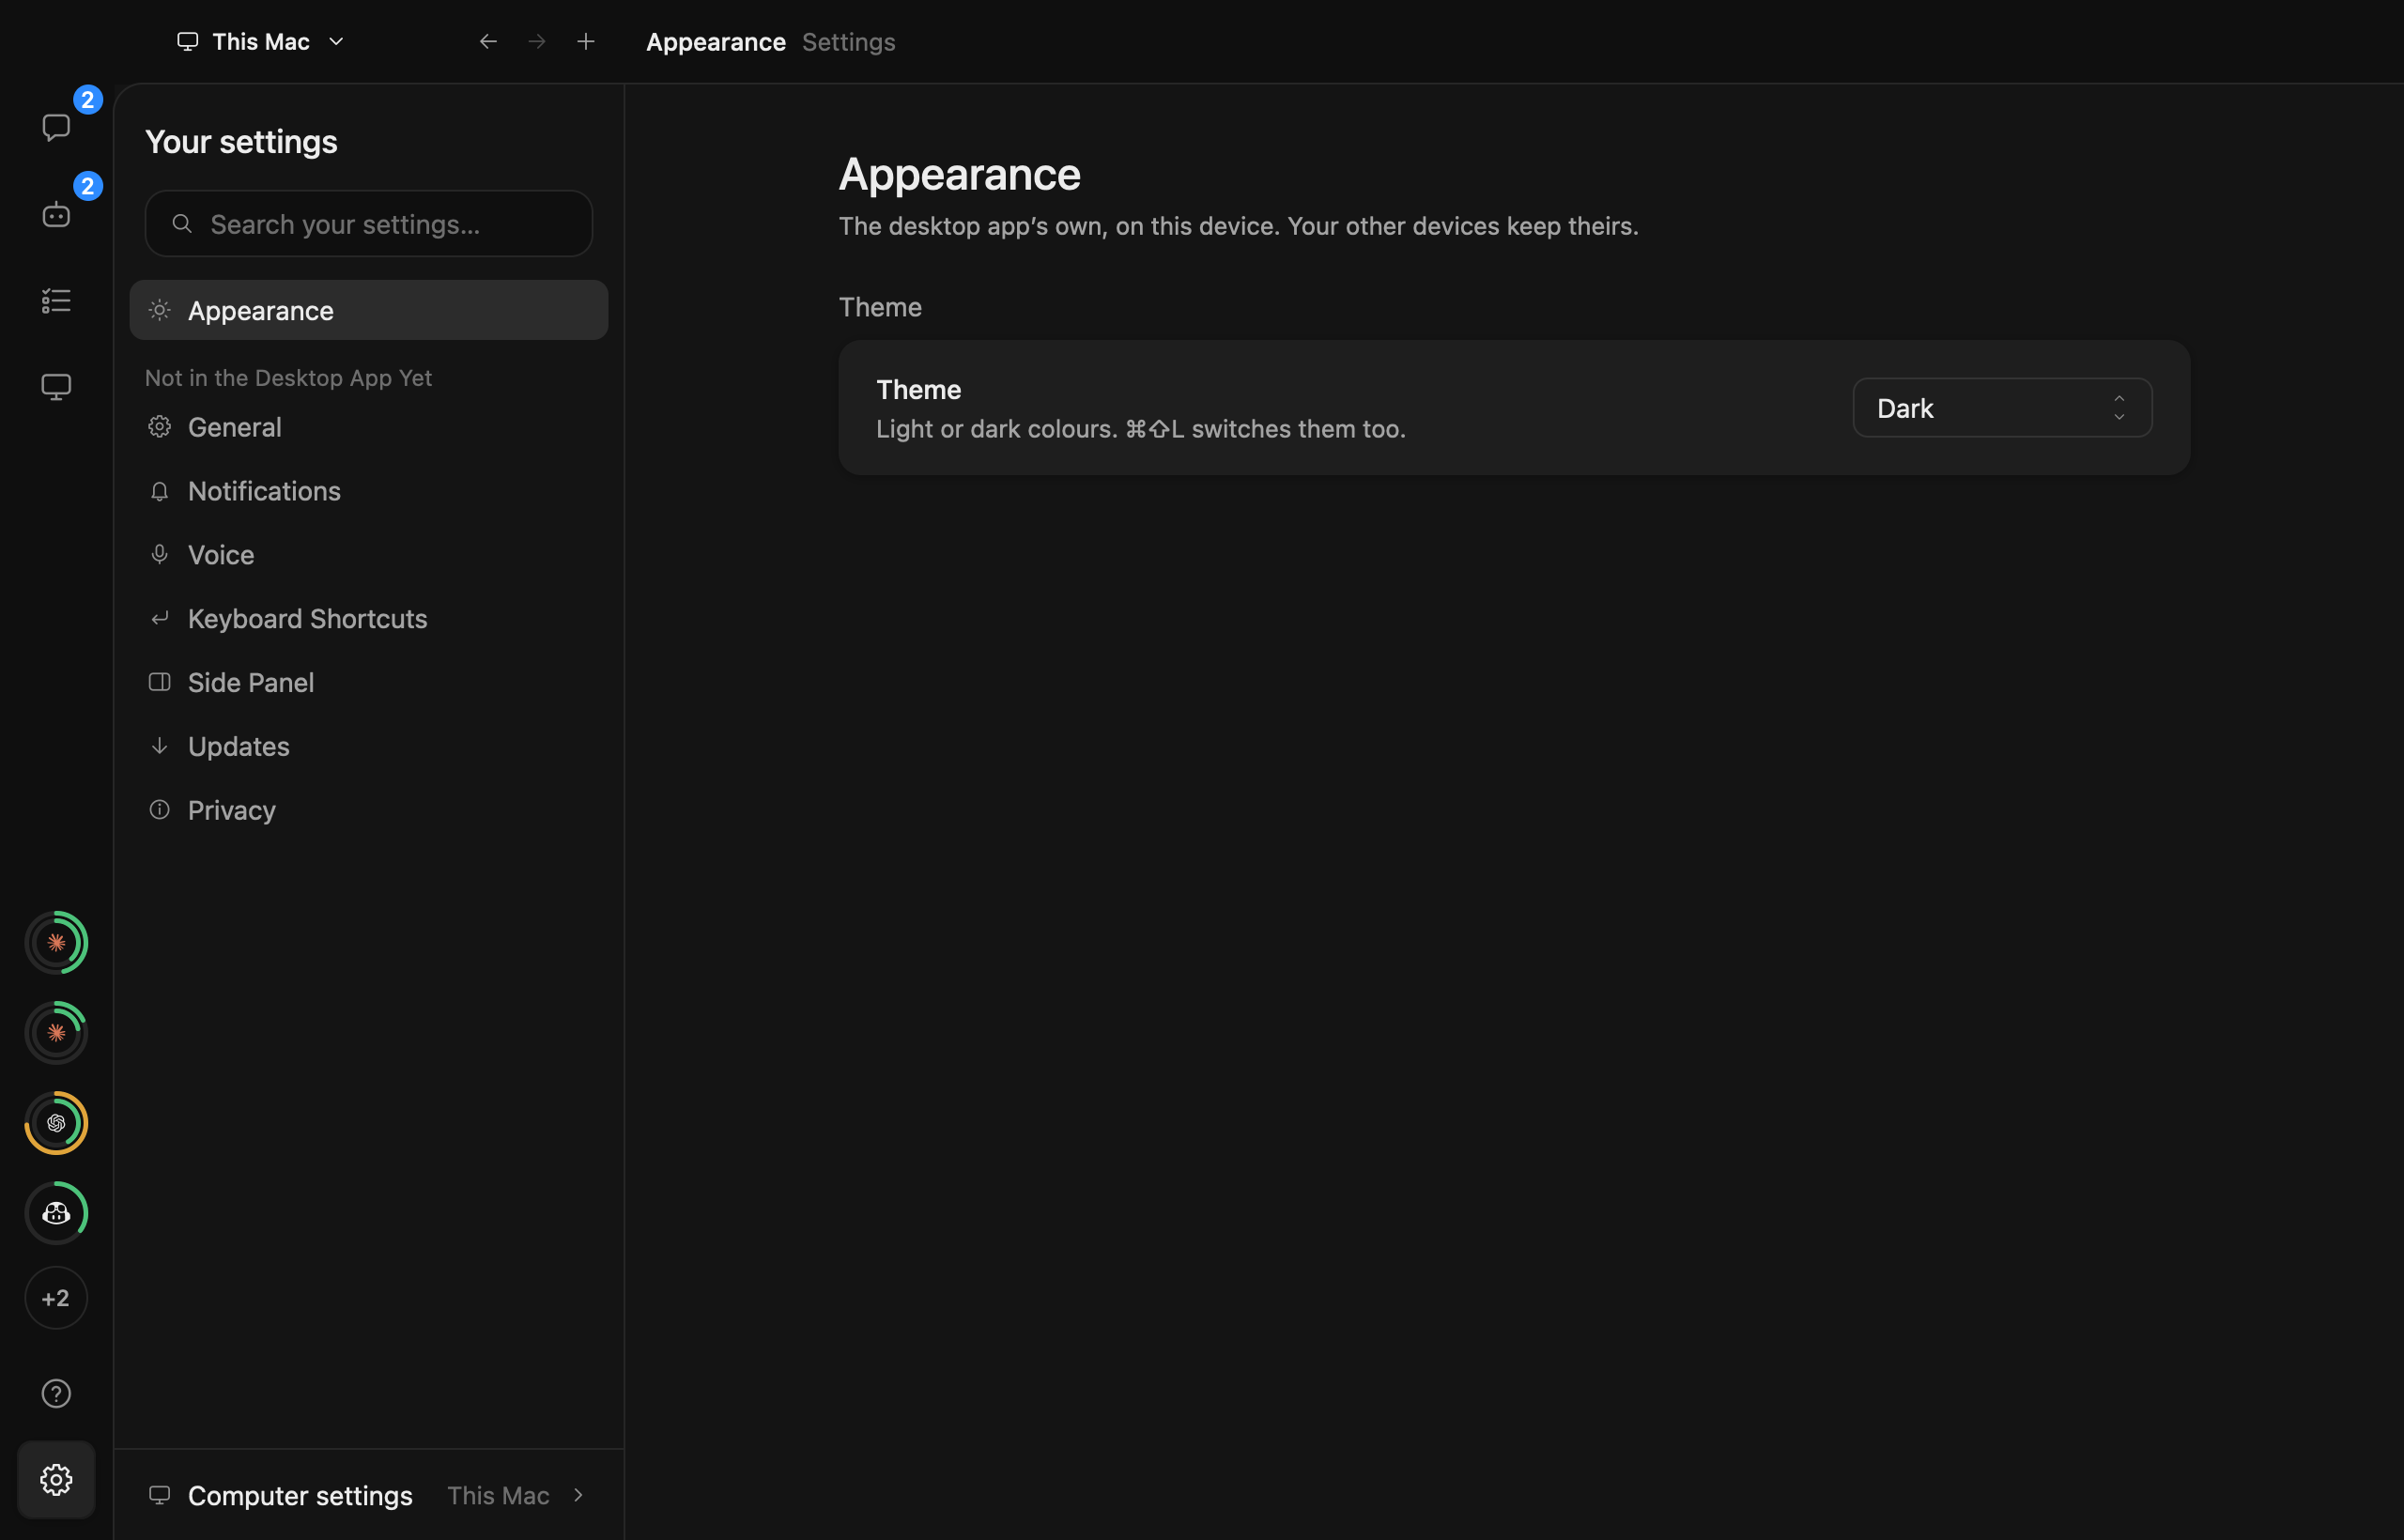 This Mac
Appearance Settings
2
2
Your settings
Search your settings...
Appearance
Not in the Desktop App Yet
General
Notifications
Voice
Keyboard Shortcuts
Side Panel
Updates
Privacy
+2
Computer settings This Mac
Appearance
The desktop app’s own, on this device. Your other devices keep theirs.
Theme
Theme
Light or dark colours. ⌘⇧L switches them too.
Dark